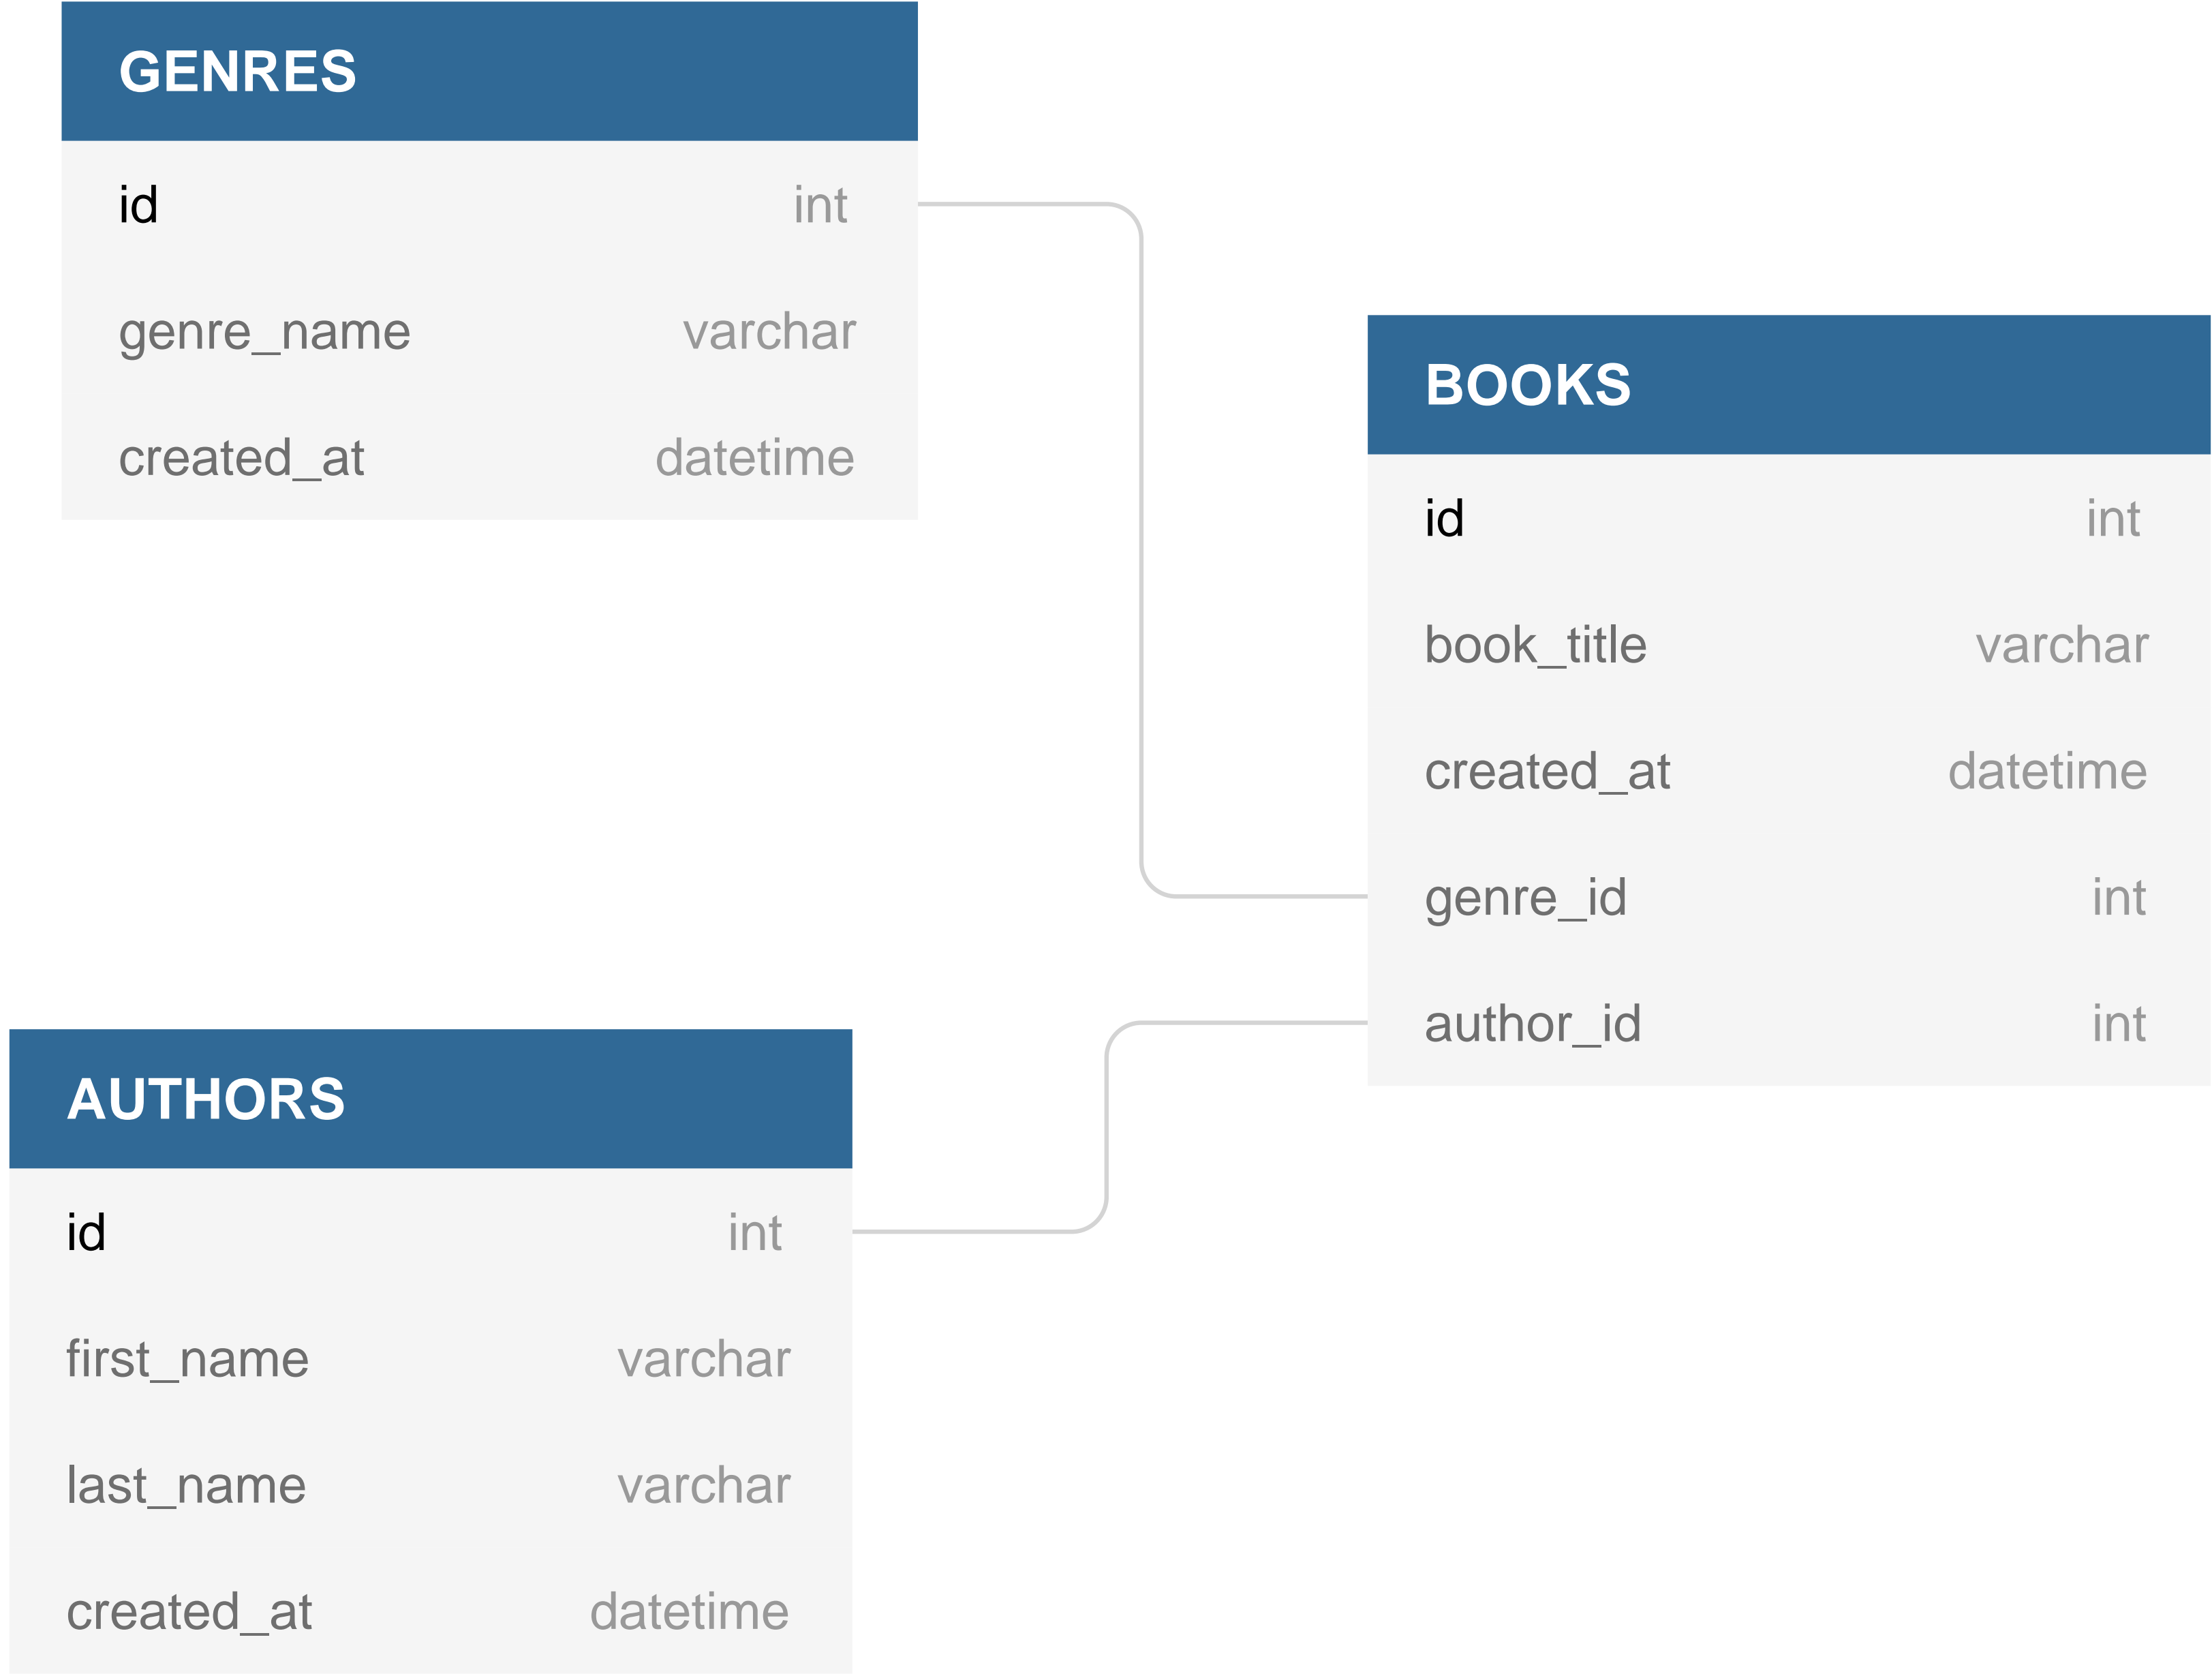 GENRES
id int
genre_name varchar
created_at datetime
BOOKS
id int
book_title varchar
created_at datetime
genre_id int
author_id int
AUTHORS
id int
first_name varchar
last_name varchar
created_at datetime